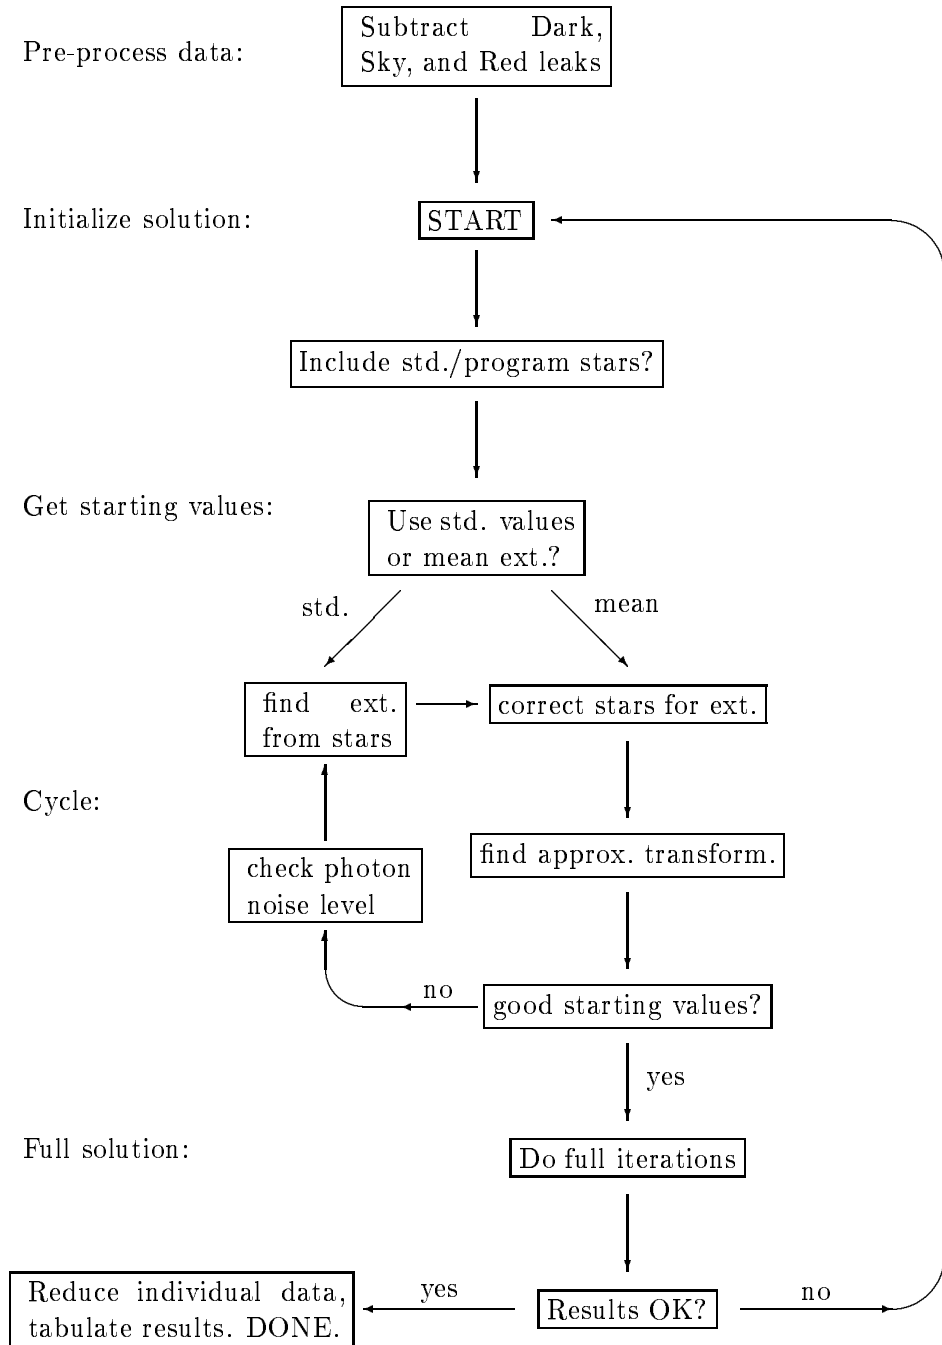 Pre-process data:
Subtract Dark,
Sky, and Red leaks
Initialize solution:
START
Include std./program stars?
Get starting values:
Use std. values
or mean ext.?
std.
mean
find ext.
from stars
correct stars for ext.
Cycle:
check photon
noise level
find approx. transform.
no
good starting values?
yes
Full solution:
Do full iterations
Reduce individual data,
tabulate results. DONE.
yes
Results OK?
no